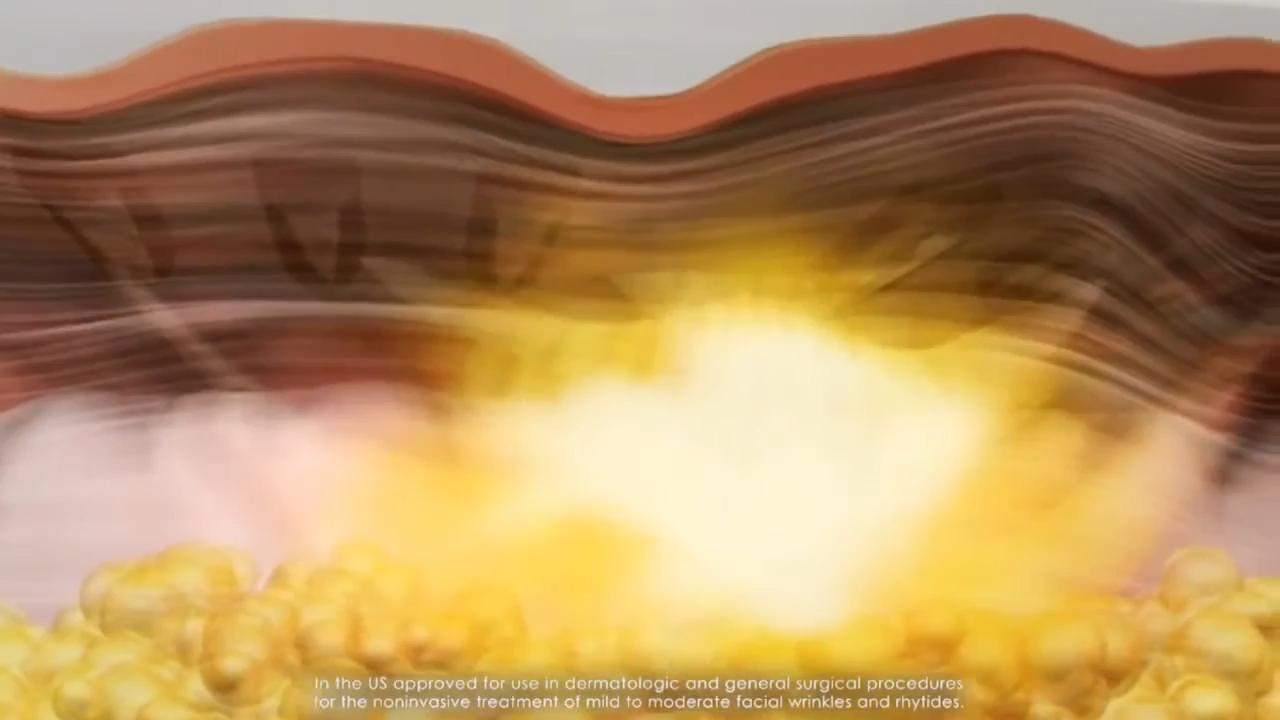 In the US approved for use in dermatologic and general surgical procedures
for the noninvasive treatment of mild to moderate facial wrinkles and rhytides.